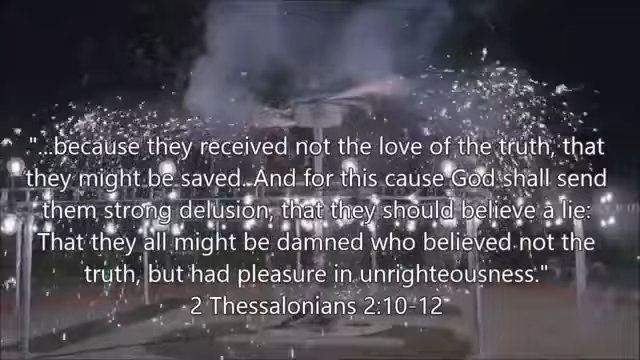 "...because they received not the love of the truth, that
they might be saved. And for this cause God shall send
them strong delusion, that they should believe a lie:
That they all might be damned who believed not the
truth, but had pleasure in unrighteousness."
2 Thessalonians 2:10-12